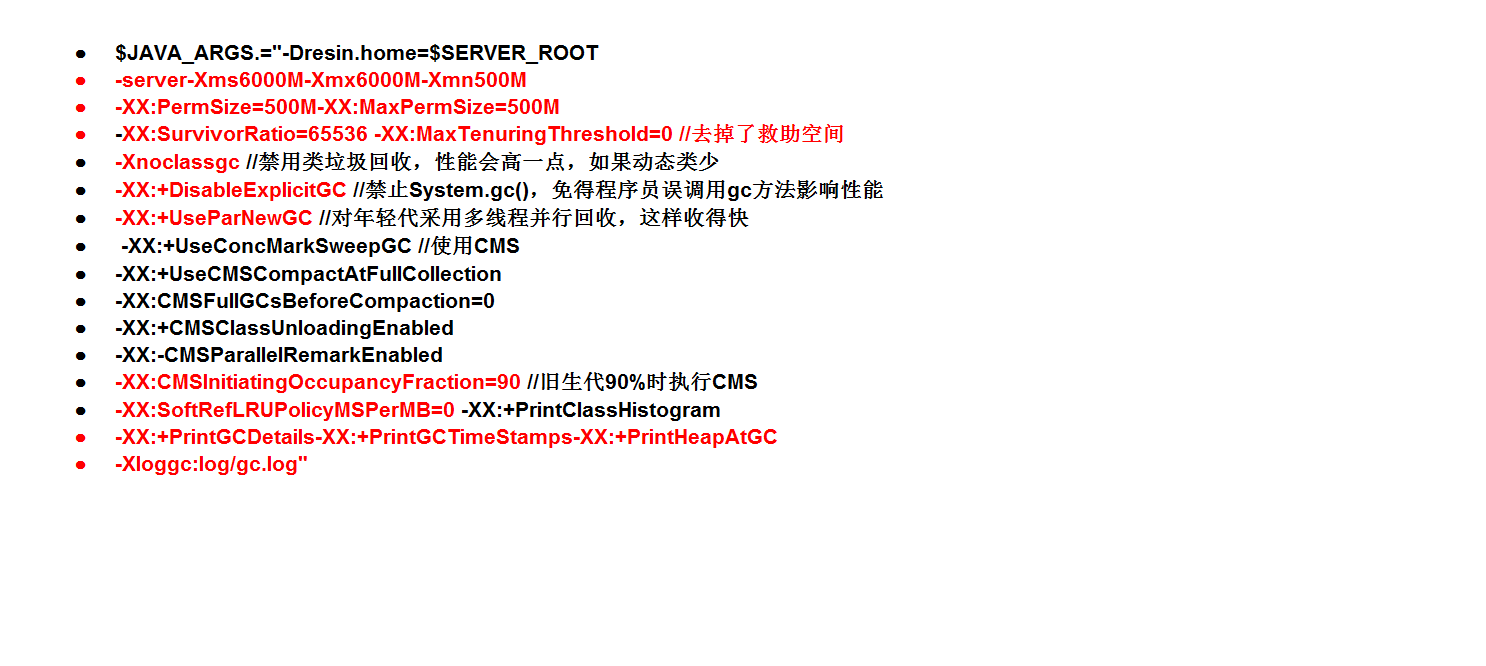 $JAVA_ARGS.="-Dresin.home=$SERVER_ROOT
-server-Xms6000M-Xmx6000M-Xmn500M
-XX:PermSize=500M-XX:MaxPermSize=500M
-XX:SurvivorRatio=65536 -XX:MaxTenuringThreshold=0 //去掉了救助空间
-Xnoclassgc //禁用类垃圾回收，性能会高一点，如果动态类少
-XX:+DisableExplicitGC //禁止System.gc()，免得程序员误调用gc方法影响性能
-XX:+UseParNewGC //对年轻代采用多线程并行回收，这样收得快
-XX:+UseConcMarkSweepGC //使用CMS
-XX:+UseCMSCompactAtFullCollection
-XX:CMSFullGCsBeforeCompaction=0
-XX:+CMSClassUnloadingEnabled
-XX:-CMSParallelRemarkEnabled
-XX:CMSInitiatingOccupancyFraction=90 //旧生代90%时执行CMS
-XX:SoftRefLRUPolicyMSPerMB=0 -XX:+PrintClassHistogram
-XX:+PrintGCDetails-XX:+PrintGCTimeStamps-XX:+PrintHeapAtGC
-Xloggc:log/gc.log"